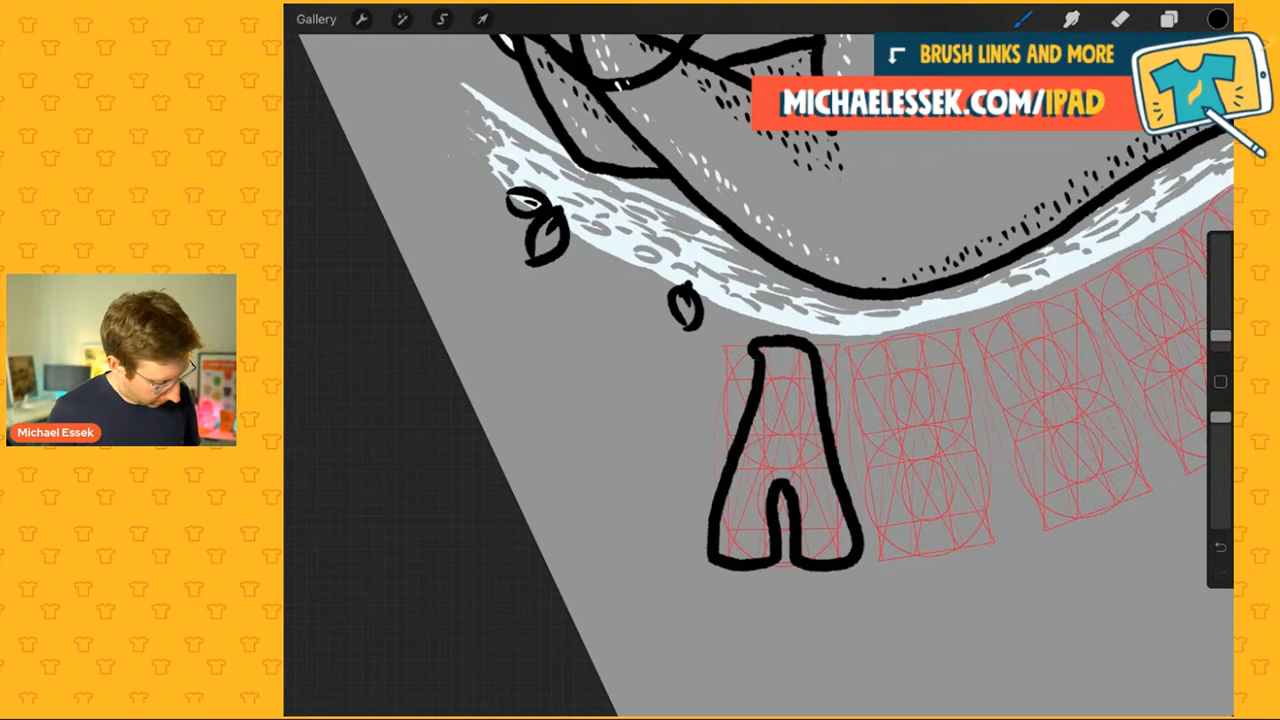 Gallery
BRUSH LINKS AND MORE
MICHAELESSEK.COM/IPAD
A
Michael Essek